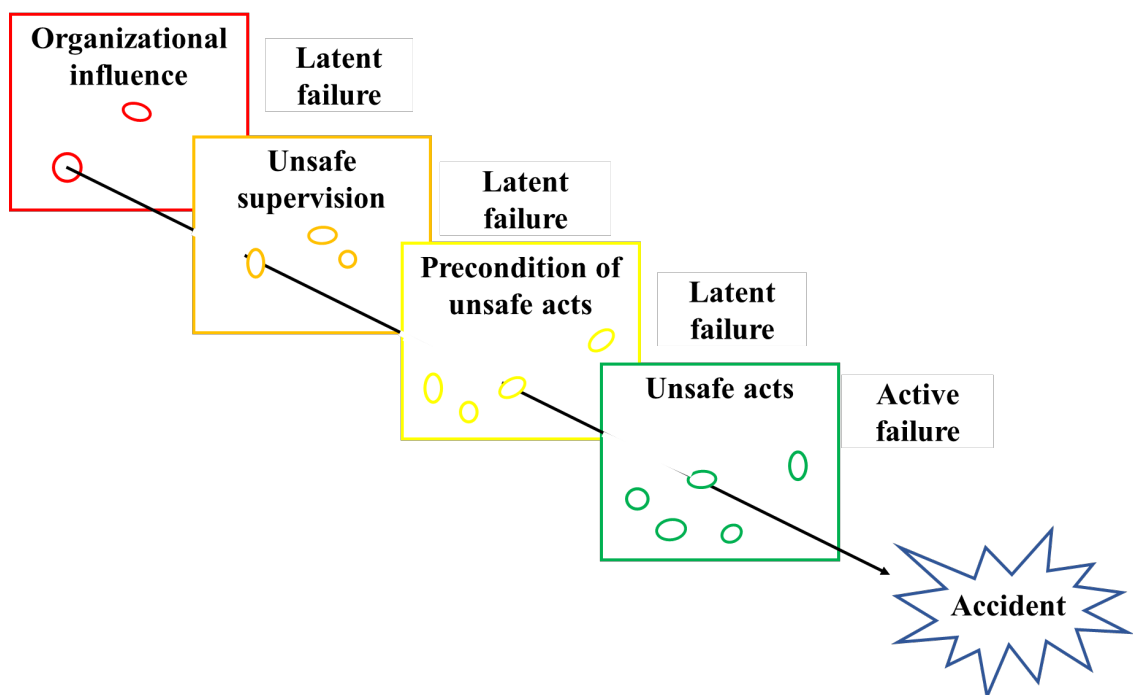 Organizational
influence
Latent
failure
Unsafe
supervision
Latent
failure
Precondition of
unsafe acts
Latent
failure
Unsafe acts
Active
failure
Accident